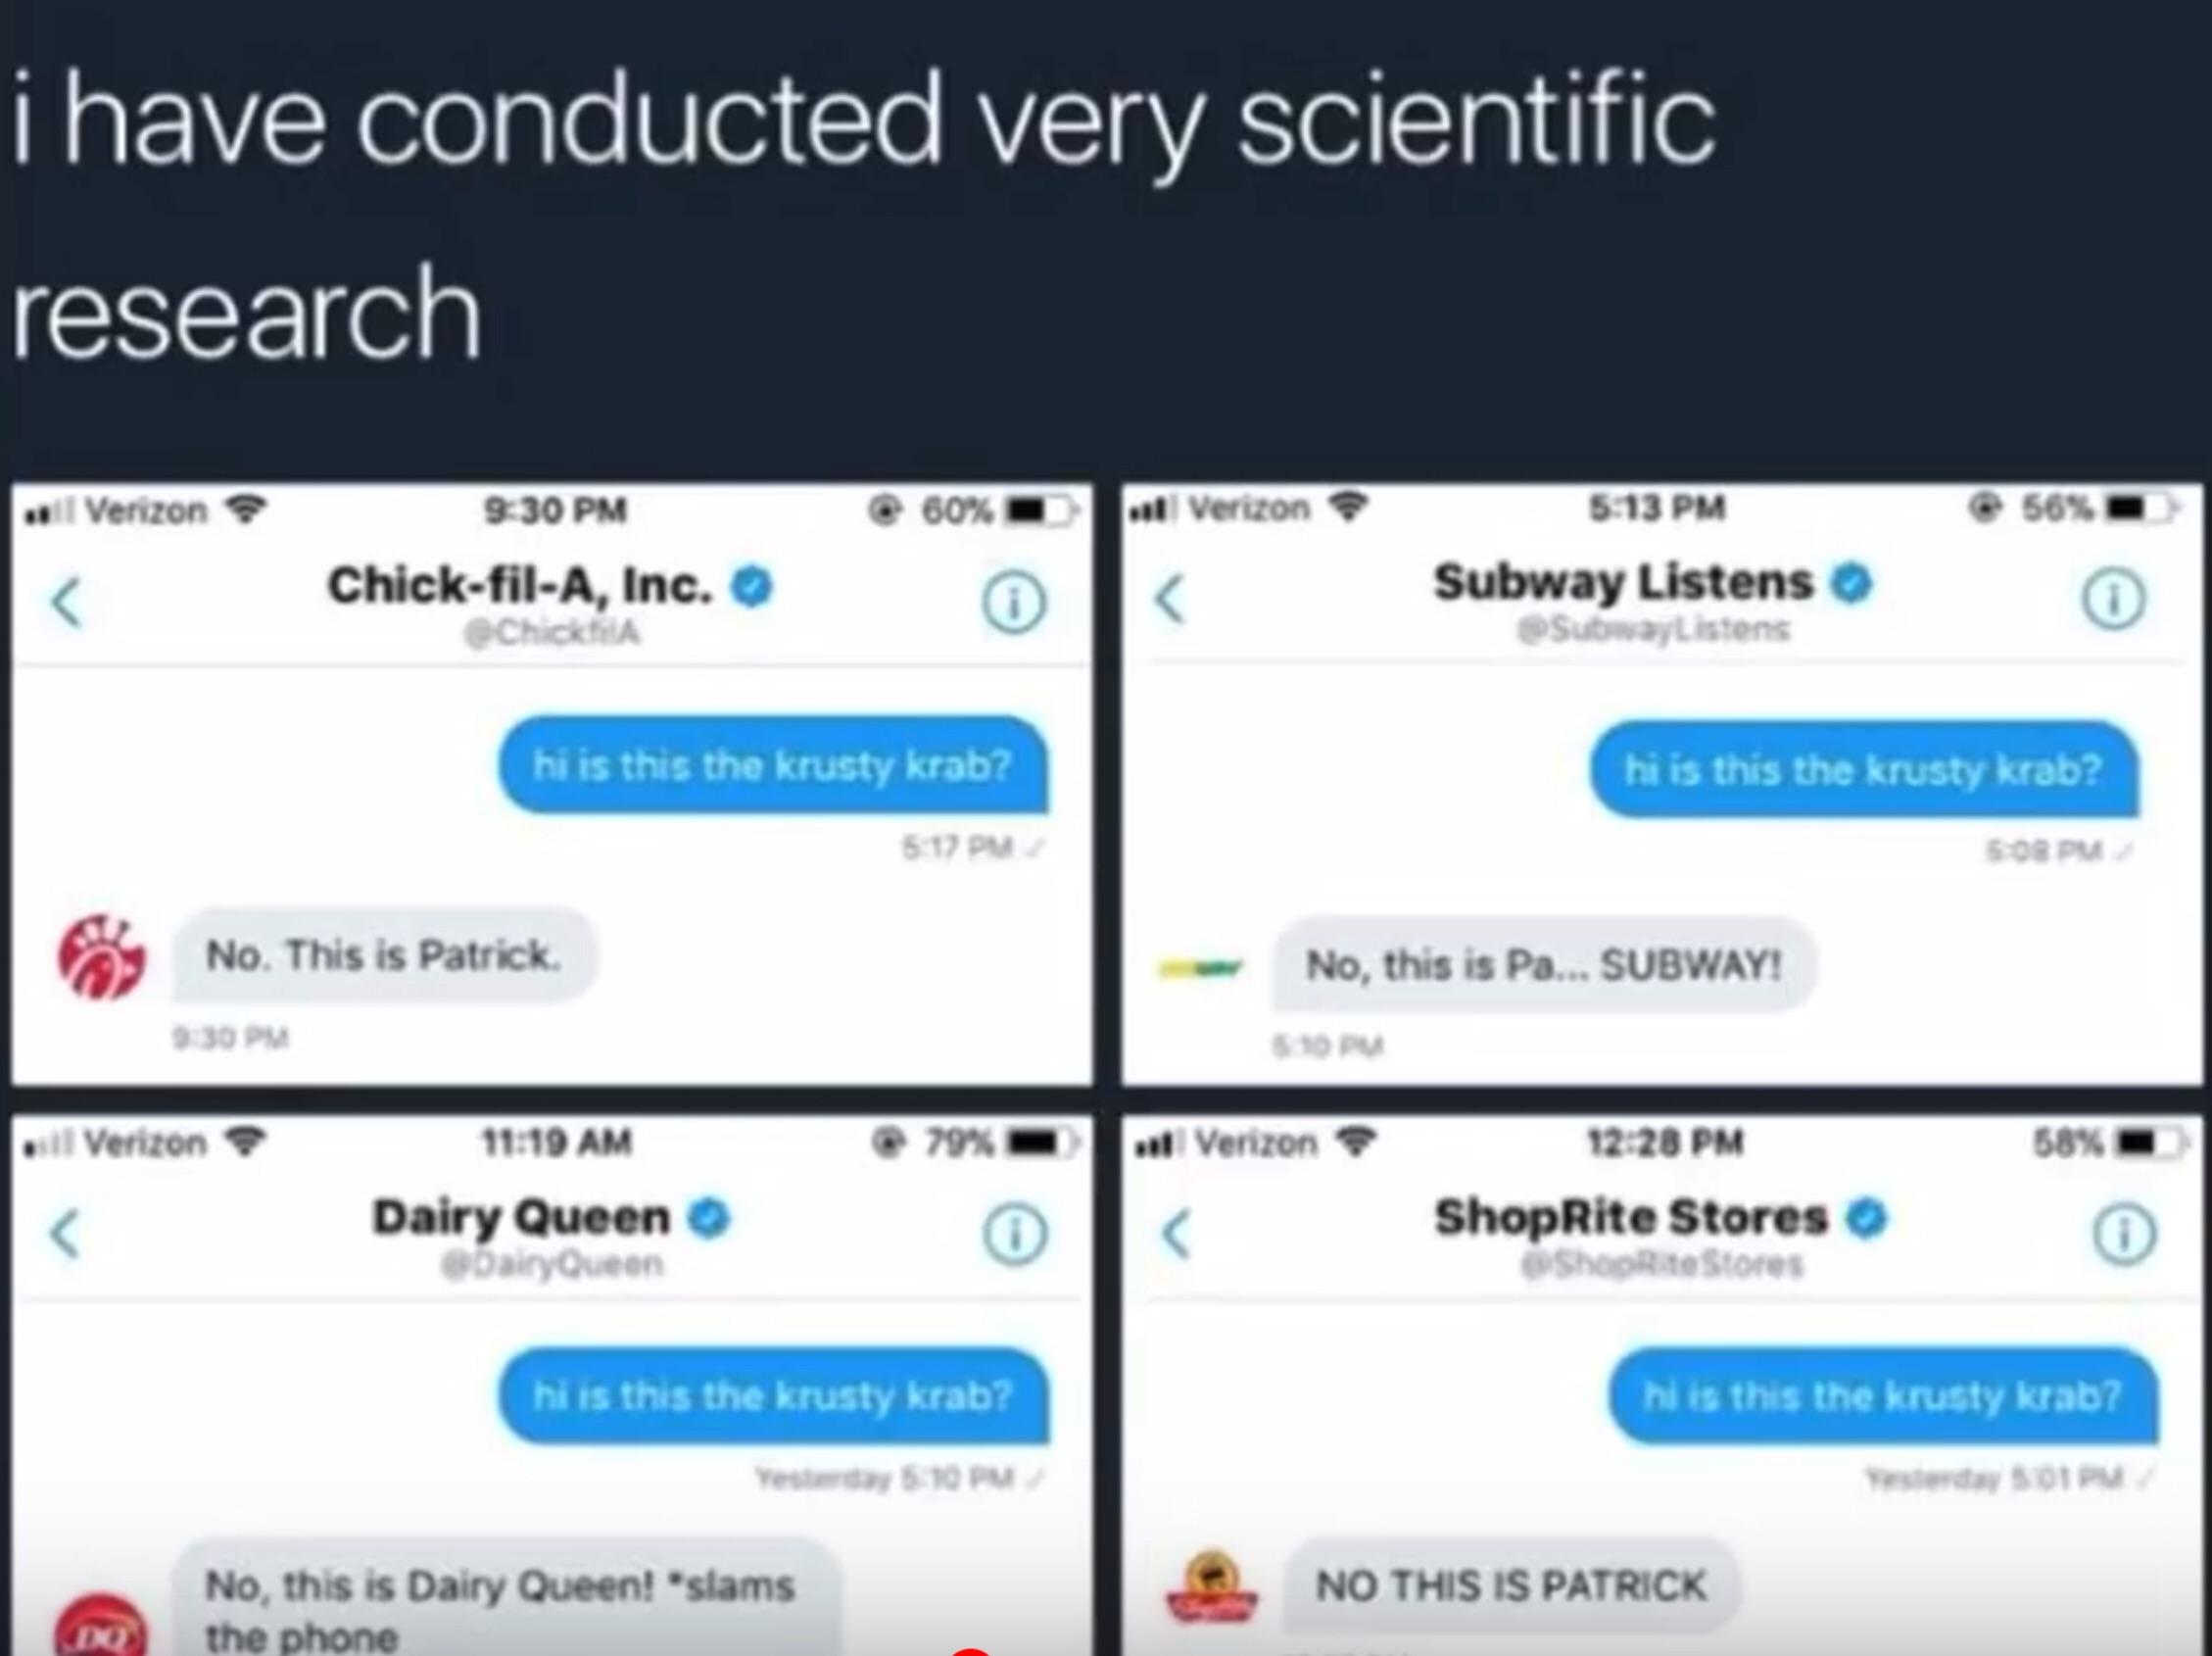 i have conducted very scientific
research
Verizon 9:30 PM 60%
Chick-fil-A, Inc.
@ChickfilA
hi is this the krusty krab?
5:17 PM ✓
No. This is Patrick.
9:30 PM
Verizon 5:13 PM 56%
Subway Listens
@SubwayListens
hi is this the krusty krab?
5:08 PM ✓
No, this is Pa... SUBWAY!
5:10 PM
Verizon 11:19 AM 79%
Dairy Queen
@DairyQueen
hi is this the krusty krab?
Yesterday 5:10 PM ✓
DQ
No, this is Dairy Queen! *slams
the phone
Verizon 12:28 PM 58%
ShopRite Stores
@ShopRiteStores
hi is this the krusty krab?
Yesterday 5:01 PM ✓
NO THIS IS PATRICK